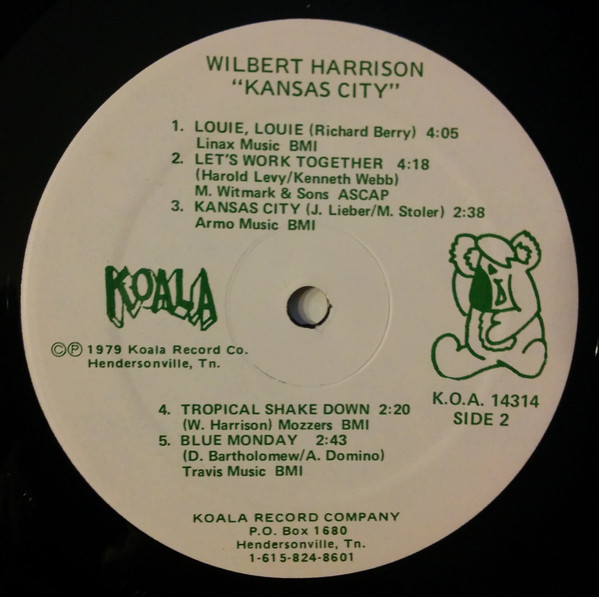 WILBERT HARRISON
"KANSAS CITY"
1. LOUIE, LOUIE (Richard Berry) 4:05
Linax Music BMI
2. LET'S WORK TOGETHER 4:18
(Harold Levy/Kenneth Webb)
M. Witmark & Sons ASCAP
3. KANSAS CITY (J. Lieber/M. Stoler) 2:38
Armo Music BMI
KOALA
©℗ 1979 Koala Record Co.
Hendersonville, Tn.
K.O.A. 14314
SIDE 2
4. TROPICAL SHAKE DOWN 2:20
(W. Harrison) Mozzers BMI
5. BLUE MONDAY 2:43
(D. Bartholomew/A. Domino)
Travis Music BMI
KOALA RECORD COMPANY
P.O. Box 1680
Hendersonville, Tn.
1-615-824-8601